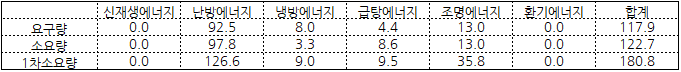 신재생에너지 난방에너지 냉방에너지 급탕에너지 조명에너지 환기에너지 합계
요구량 0.0 92.5 8.0 4.4 13.0 0.0 117.9
소요량 0.0 97.8 3.3 8.6 13.0 0.0 122.7
1차소요량 0.0 126.6 9.0 9.5 35.8 0.0 180.8